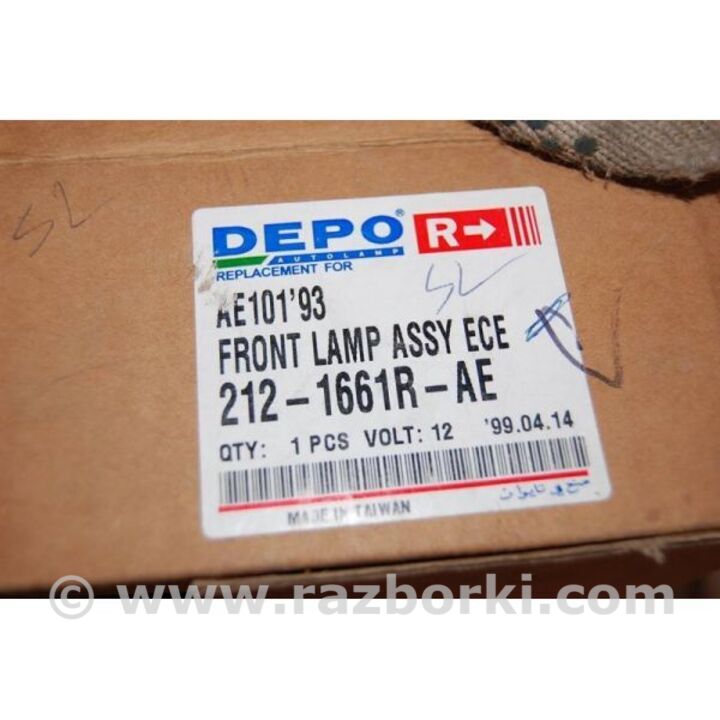 DEPO® R→
AUTOLAMP
REPLACEMENT FOR
AE101'93
FRONT LAMP ASSY ECE
212-1661R-AE
QTY: 1 PCS VOLT: 12 '99.04.14
MADE IN TAIWAN
© www.razborki.com